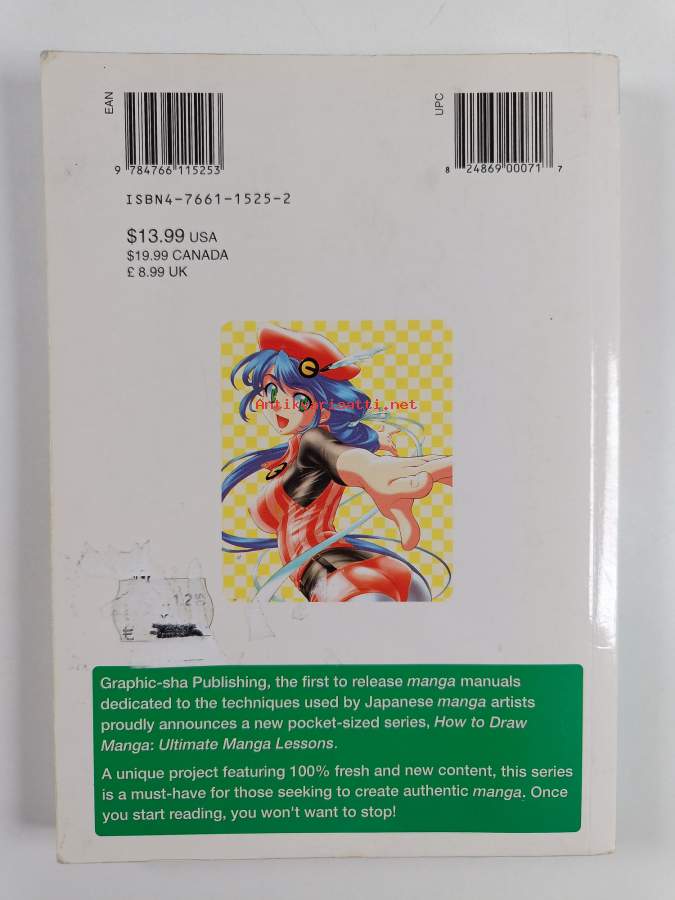 EAN
9 784766 115253
UPC
8 24869 00071 7
ISBN4-7661-1525-2
$13.99 USA
$19.99 CANADA
£ 8.99 UK
Antikvariaatti.net
Graphic-sha Publishing, the first to release manga manuals
dedicated to the techniques used by Japanese manga artists
proudly announces a new pocket-sized series, How to Draw
Manga: Ultimate Manga Lessons.
A unique project featuring 100% fresh and new content, this series
is a must-have for those seeking to create authentic manga. Once
you start reading, you won't want to stop!